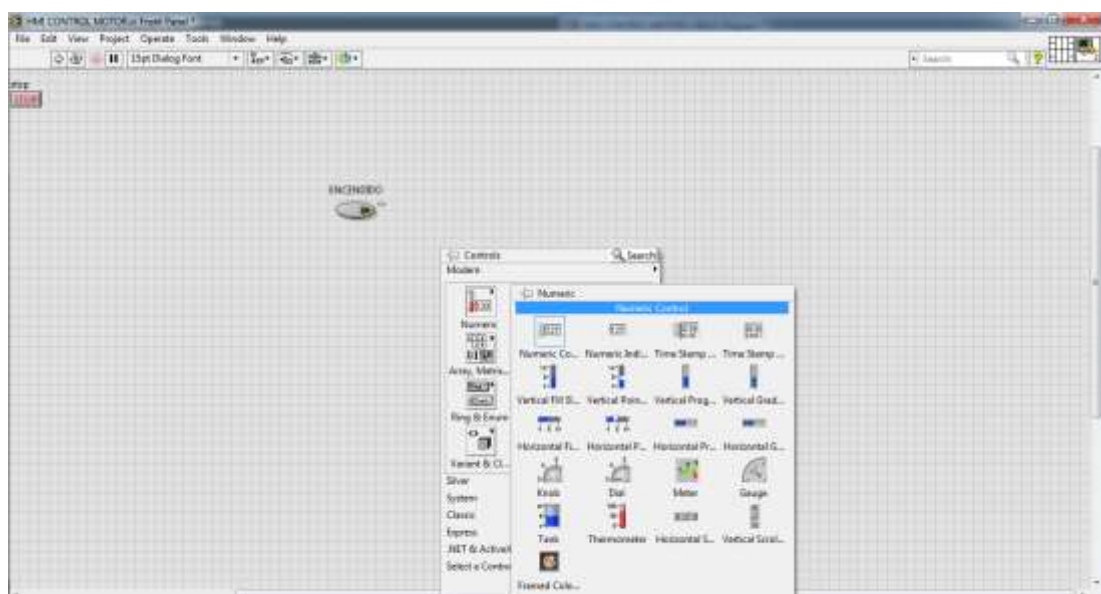 HMI CONTROL MOTOR.vi Front Panel *
File Edit View Project Operate Tools Window Help
15pt Dialog Font
Search
stop
ENCENDIDO
Controls
Search
Modern
Numeric
Numeric Control
Numeric
Numeric Co... Numeric Indi... Time Stamp ... Time Stamp ...
Array, Matrix...
Vertical Fill S... Vertical Poin... Vertical Prog... Vertical Grad...
Ring & Enum
Horizontal Fi... Horizontal P... Horizontal Pr... Horizontal G...
Variant & Cl...
Knob Dial Meter Gauge
Silver
System
Classic
Express
.NET & ActiveX
Select a Control
Tank Thermometer Horizontal S... Vertical Scrol...
Framed Colo...